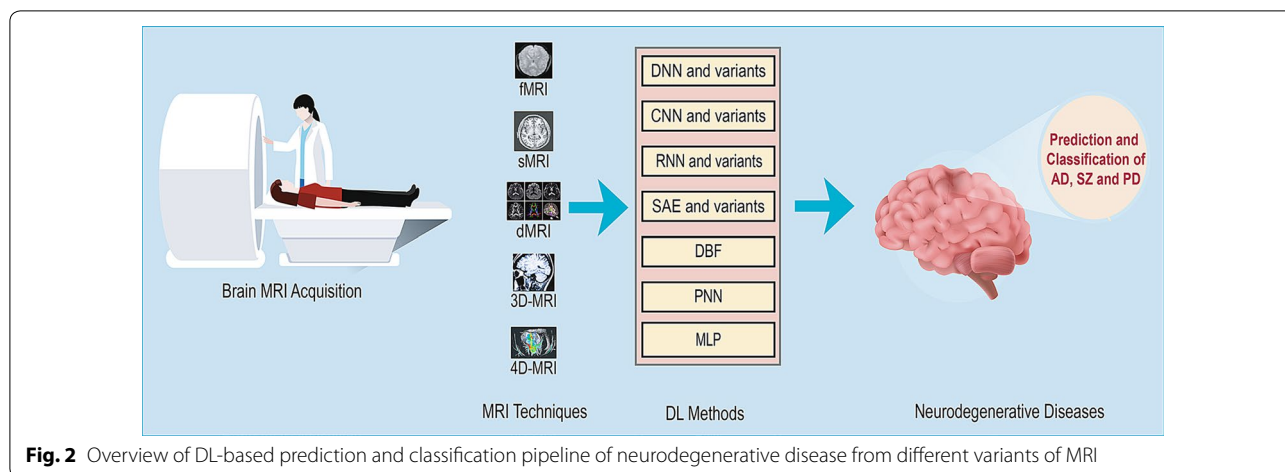 fMRI
sMRI
dMRI
3D-MRI
4D-MRI
Brain MRI Acquisition
MRI Techniques
DNN and variants
CNN and variants
RNN and variants
SAE and variants
DBF
PNN
MLP
DL Methods
Prediction and
Classification of
AD, SZ and PD
Neurodegenerative Diseases
Fig. 2 Overview of DL-based prediction and classification pipeline of neurodegenerative disease from different variants of MRI